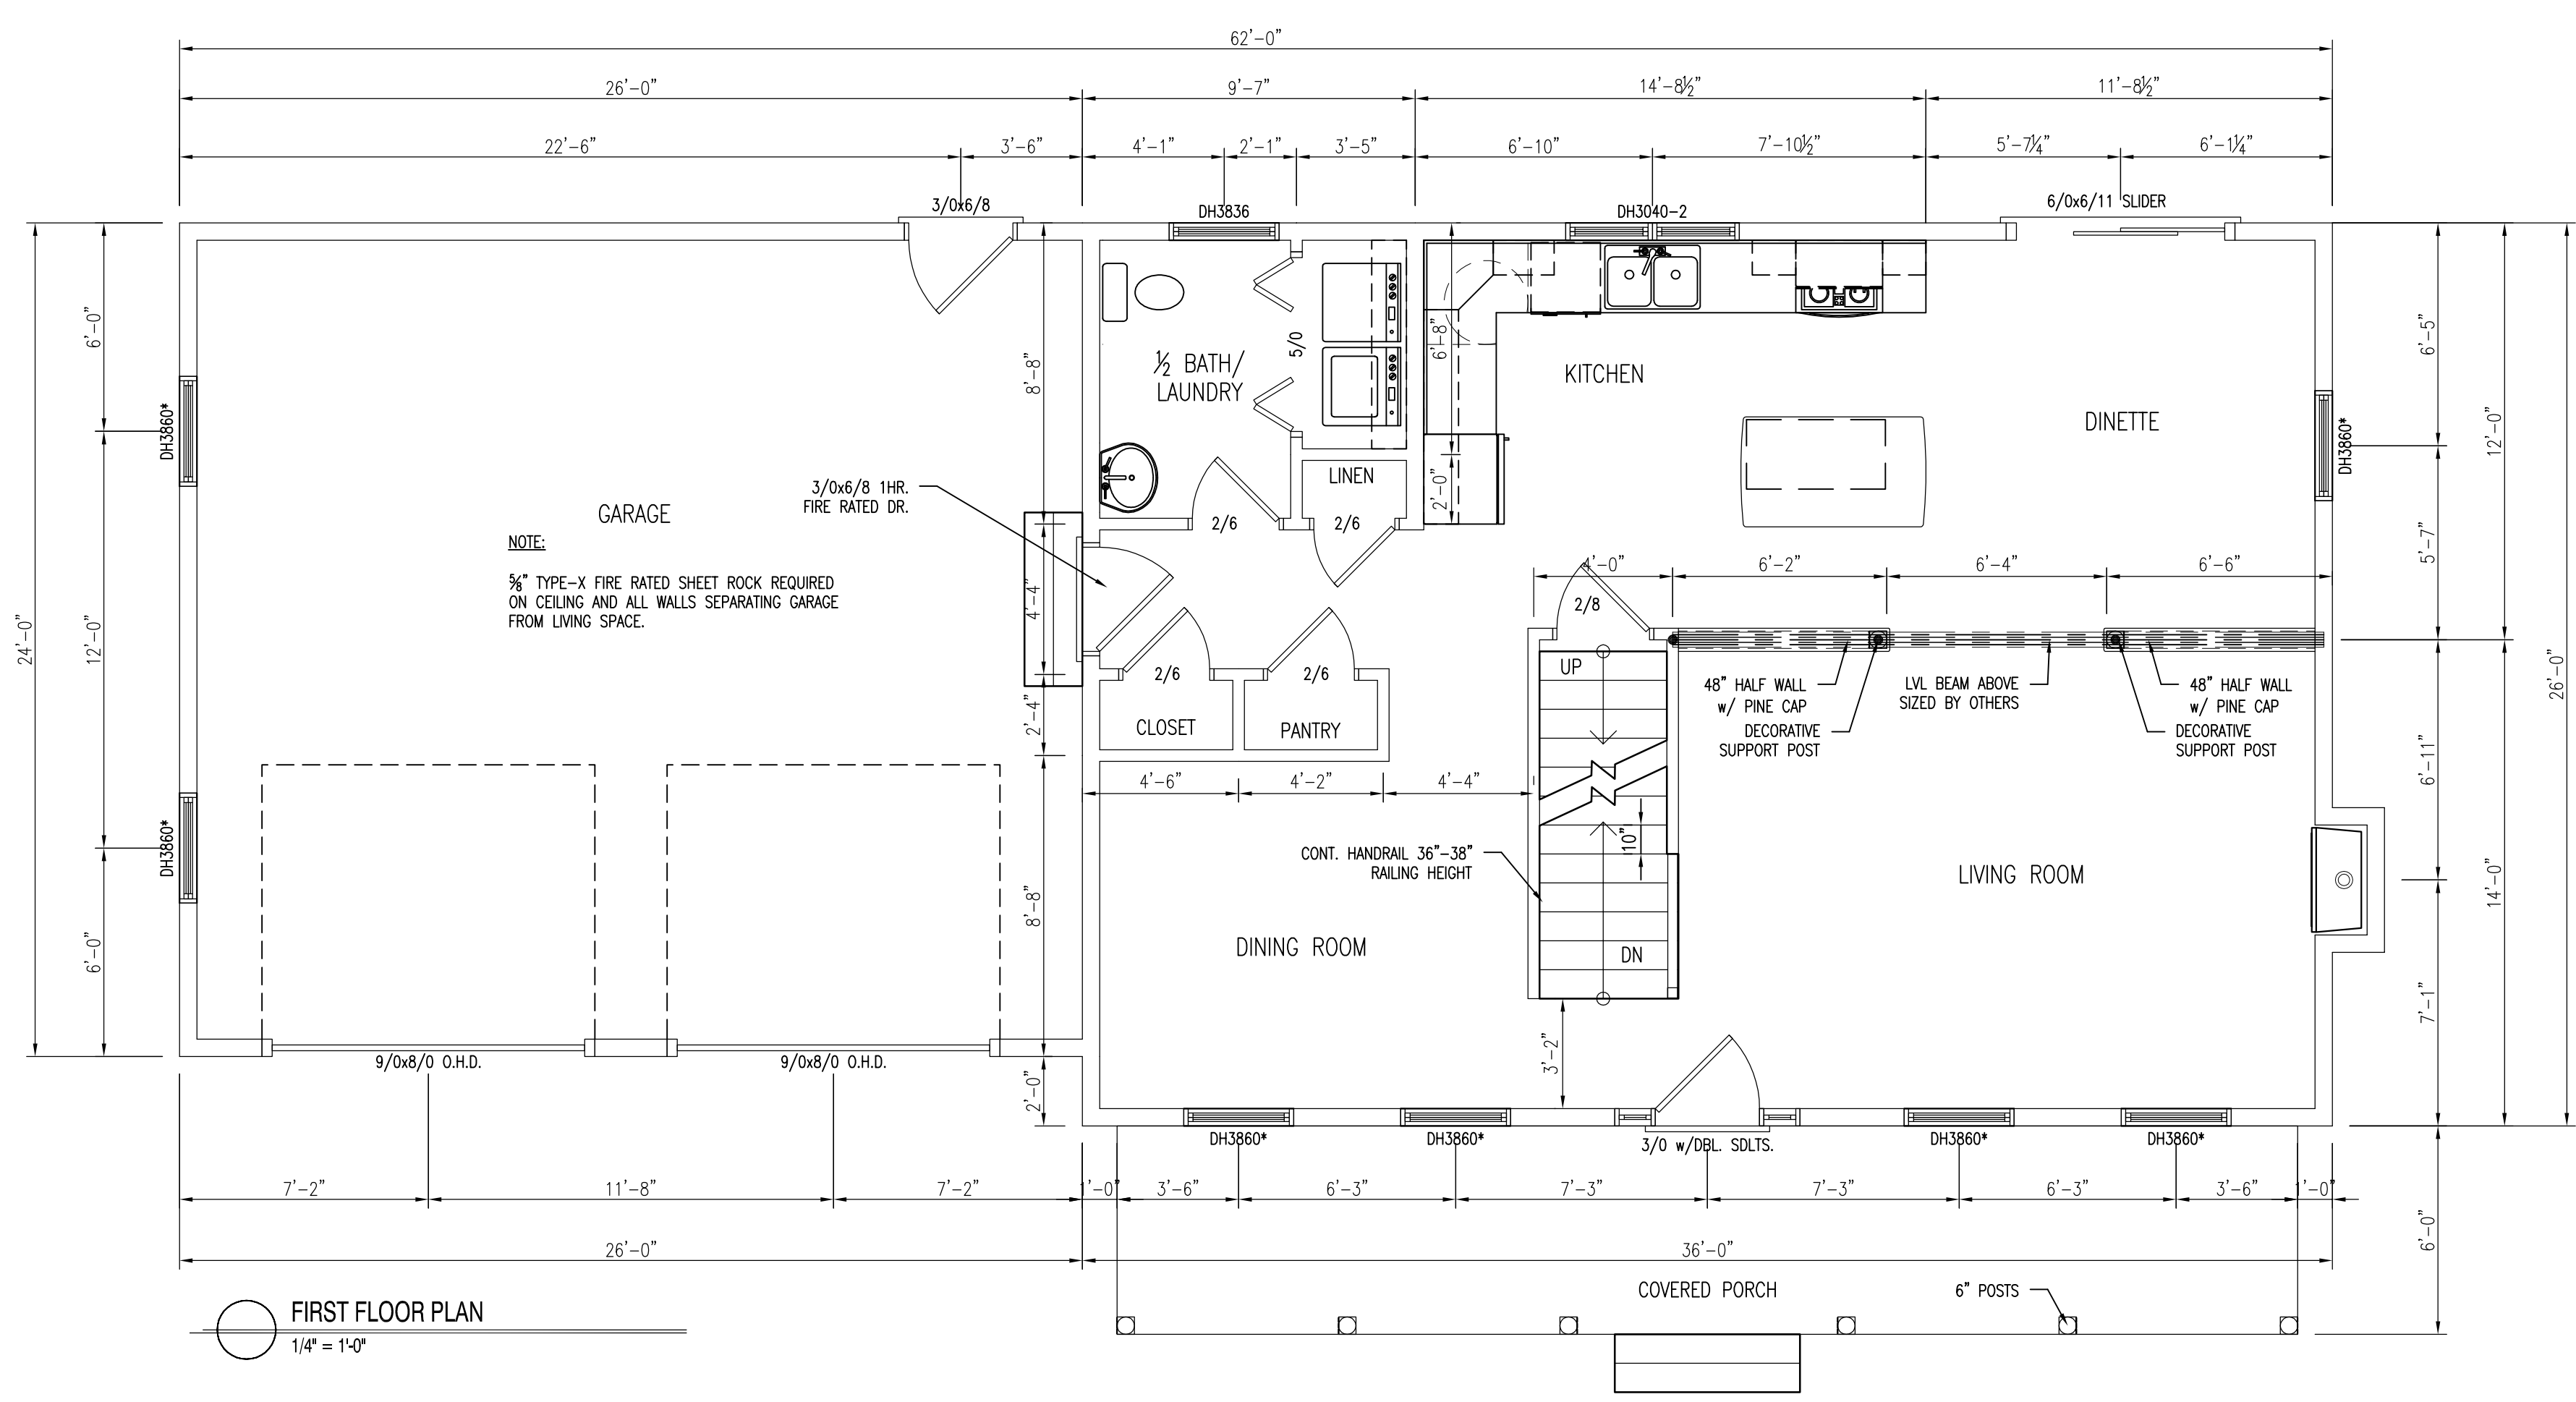 62'-0"
26'-0"
9'-7"
14'-8½"
11'-8½"
22'-6"
3'-6"
4'-1"
2'-1"
3'-5"
6'-10"
7'-10½"
5'-7¼"
6'-1¼"
3/0x6/8
DH3836
DH3040-2
6/0x6/11 SLIDER
24'-0"
6'-0"
12'-0"
6'-0"
DH3860*
DH3860*
GARAGE
NOTE:
⅝" TYPE-X FIRE RATED SHEET ROCK REQUIRED
ON CEILING AND ALL WALLS SEPARATING GARAGE
FROM LIVING SPACE.
3/0x6/8 1HR.
FIRE RATED DR.
8'-8"
4'-4"
2'-4"
8'-8"
2'-0"
½ BATH/
LAUNDRY
5/0
LINEN
2/6
2/6
2/6
2/6
CLOSET
PANTRY
6'-8"
2'-0"
KITCHEN
DINETTE
DH3860*
6'-5"
5'-7"
12'-0"
26'-0"
4'-0"
6'-2"
6'-4"
6'-6"
2/8
UP
48" HALF WALL
w/ PINE CAP
DECORATIVE
SUPPORT POST
LVL BEAM ABOVE
SIZED BY OTHERS
48" HALF WALL
w/ PINE CAP
DECORATIVE
SUPPORT POST
4'-6"
4'-2"
4'-4"
CONT. HANDRAIL 36"-38"
RAILING HEIGHT
10"
DN
DINING ROOM
LIVING ROOM
6'-11"
14'-0"
7'-1"
3'-2"
9/0x8/0 O.H.D.
9/0x8/0 O.H.D.
DH3860*
DH3860*
3/0 w/DBL. SDLTS.
DH3860*
DH3860*
7'-2"
11'-8"
7'-2"
1'-0"
3'-6"
6'-3"
7'-3"
7'-3"
6'-3"
3'-6"
1'-0"
6'-0"
26'-0"
36'-0"
COVERED PORCH
6" POSTS
FIRST FLOOR PLAN
1/4" = 1'-0"